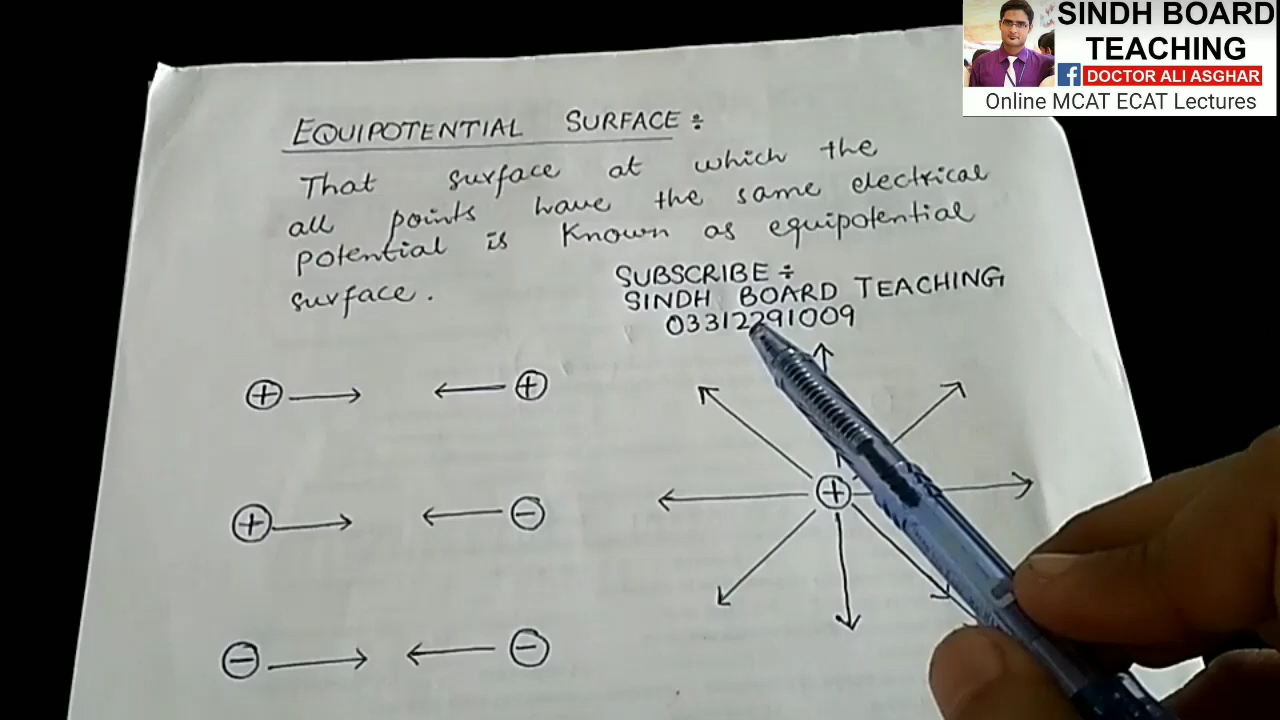 SINDH BOARD
TEACHING
f DOCTOR ALI ASGHAR
Online MCAT ECAT Lectures
EQUIPOTENTIAL SURFACE ÷
That surface at which the
all points have the same electrical
potential is known as equipotential
surface.
SUBSCRIBE ÷
SINDH BOARD TEACHING
03312291009
+ +
+ −
− −
+